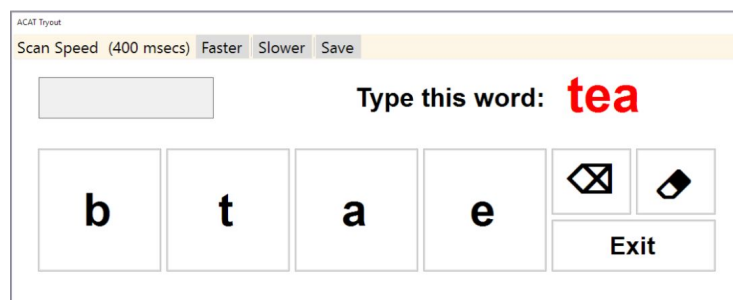 ACAT Tryout
Scan Speed (400 msecs) Faster Slower Save
Type this word: tea
b t a e
Exit